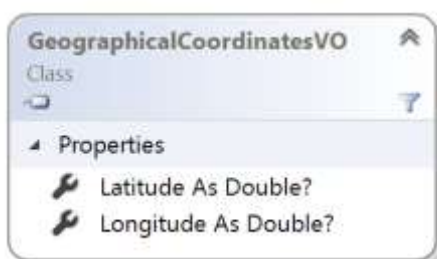 GeographicalCoordinatesVO
Class
Properties
Latitude As Double?
Longitude As Double?